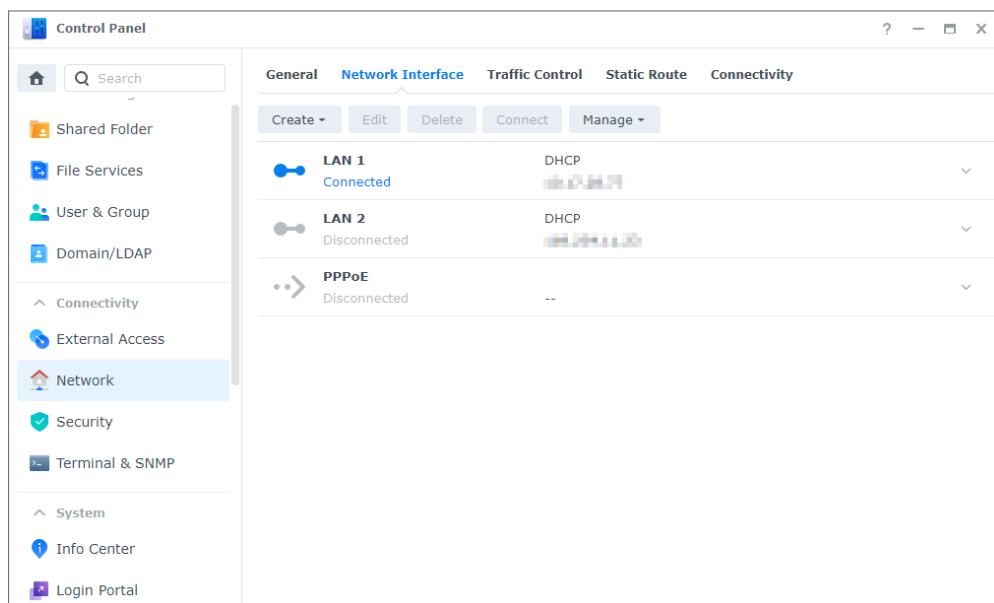 Control Panel
?
Search
Shared Folder
File Services
User & Group
Domain/LDAP
Connectivity
External Access
Network
Security
Terminal & SNMP
System
Info Center
Login Portal
General Network Interface Traffic Control Static Route Connectivity
Create Edit Delete Connect Manage
LAN 1 DHCP
Connected
LAN 2 DHCP
Disconnected
PPPoE
Disconnected --